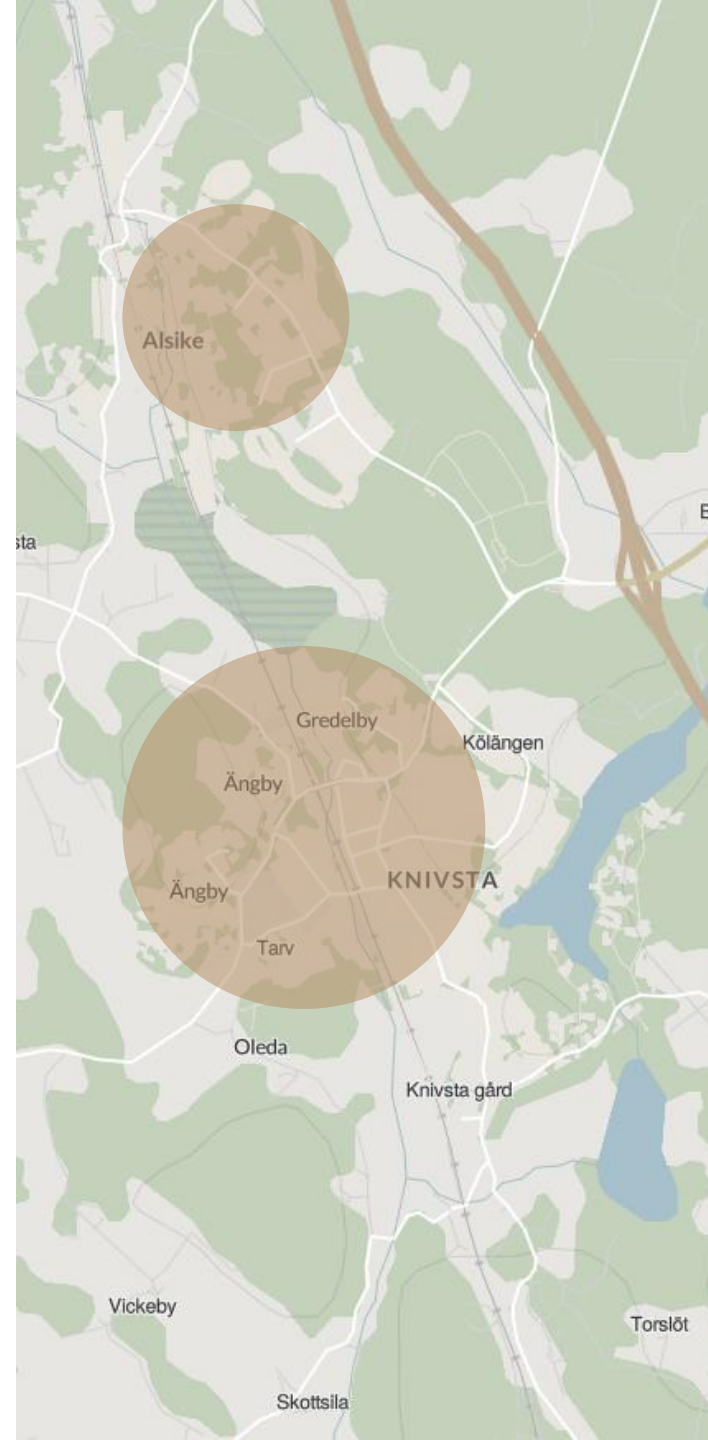 Alsike
sta
Gredelby
Kölängen
Ängby
KNIVSTA
Ängby
Tarv
Oleda
Knivsta gård
Vickeby
Torslöt
Skottsila